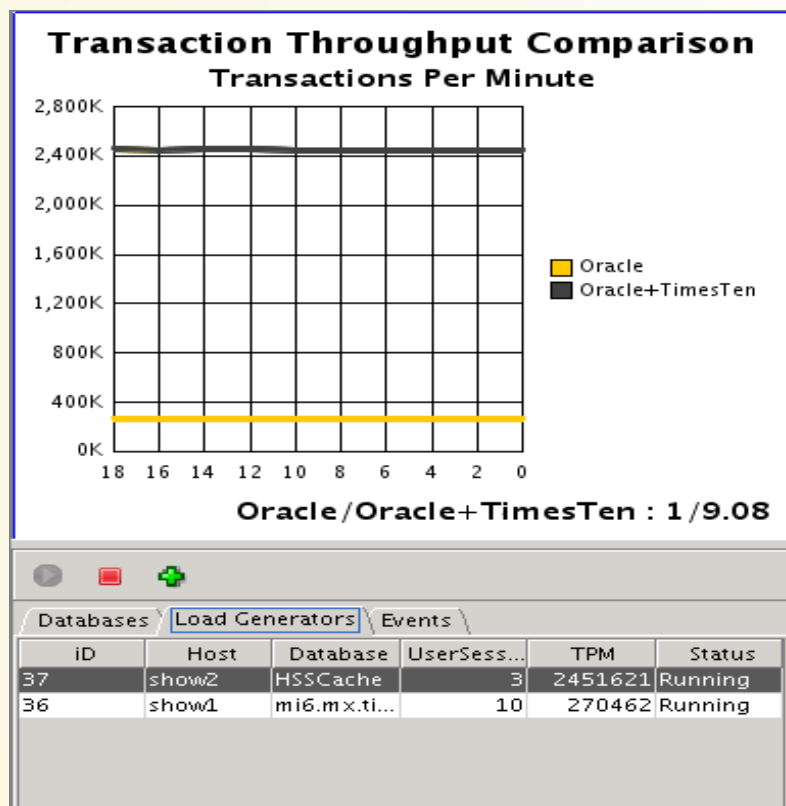 Transaction Throughput Comparison
Transactions Per Minute
2,800K
2,400K
2,000K
1,600K
1,200K
800K
400K
0K
18 16 14 12 10 8 6 4 2 0
Oracle
Oracle+TimesTen
Oracle/Oracle+TimesTen : 1/9.08
Databases Load Generators Events
iD Host Database UserSess... TPM Status
37 show2 HSSCache 3 2451621 Running
36 show1 mi6.mx.ti... 10 270462 Running